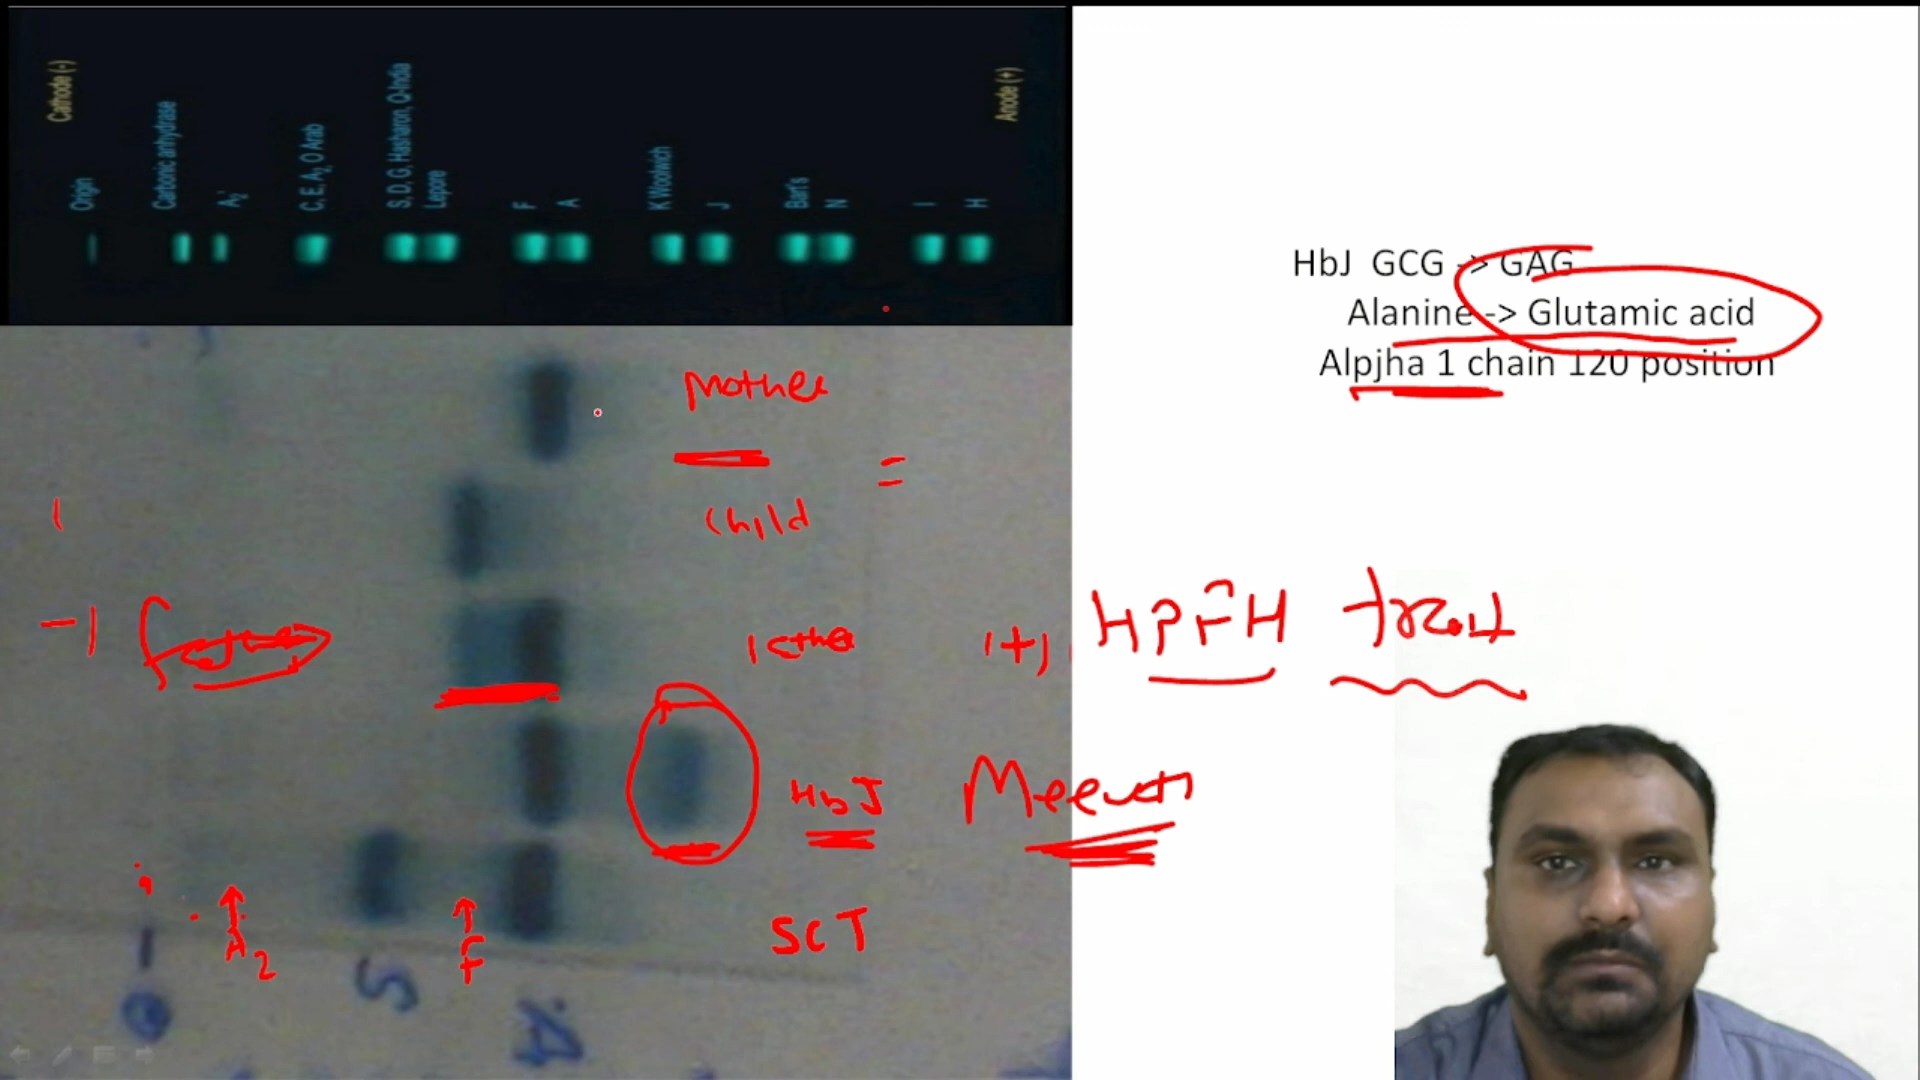 Cathode (-)
Origin
Carbonic anhydrase
A2'
C, E, A2, O Arab
S, D, G, Hasharon, Q-India
Lepore
F
A
K Woolwich
J
Bart's
N
I
H
Anode (+)
HbJ GCG -> GAG
Alanine -> Glutamic acid
Alpjha 1 chain 120 position
Mother
=
child
HPFH trait
HbJ
SCT
A2
F
S
A